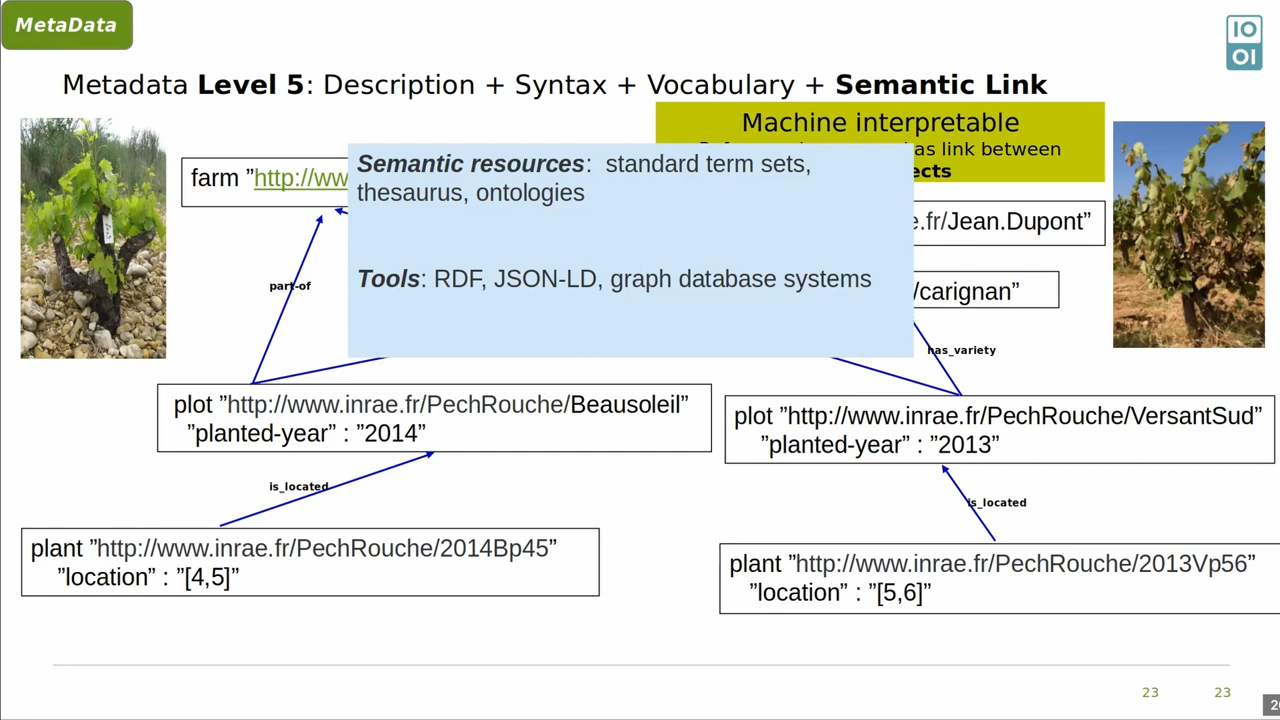 MetaData
IO
OI
Metadata Level 5: Description + Syntax + Vocabulary + Semantic Link
Machine interpretable
as link between
ects
farm ”http://ww
Semantic resources: standard term sets,
thesaurus, ontologies
Tools: RDF, JSON-LD, graph database systems
e.fr/Jean.Dupont”
/carignan”
part-of
has_variety
plot ”http://www.inrae.fr/PechRouche/Beausoleil”
”planted-year” : ”2014”
plot ”http://www.inrae.fr/PechRouche/VersantSud”
”planted-year” : ”2013”
is_located
is_located
plant ”http://www.inrae.fr/PechRouche/2014Bp45”
”location” : ”[4,5]”
plant ”http://www.inrae.fr/PechRouche/2013Vp56”
”location” : ”[5,6]”
23
23
2